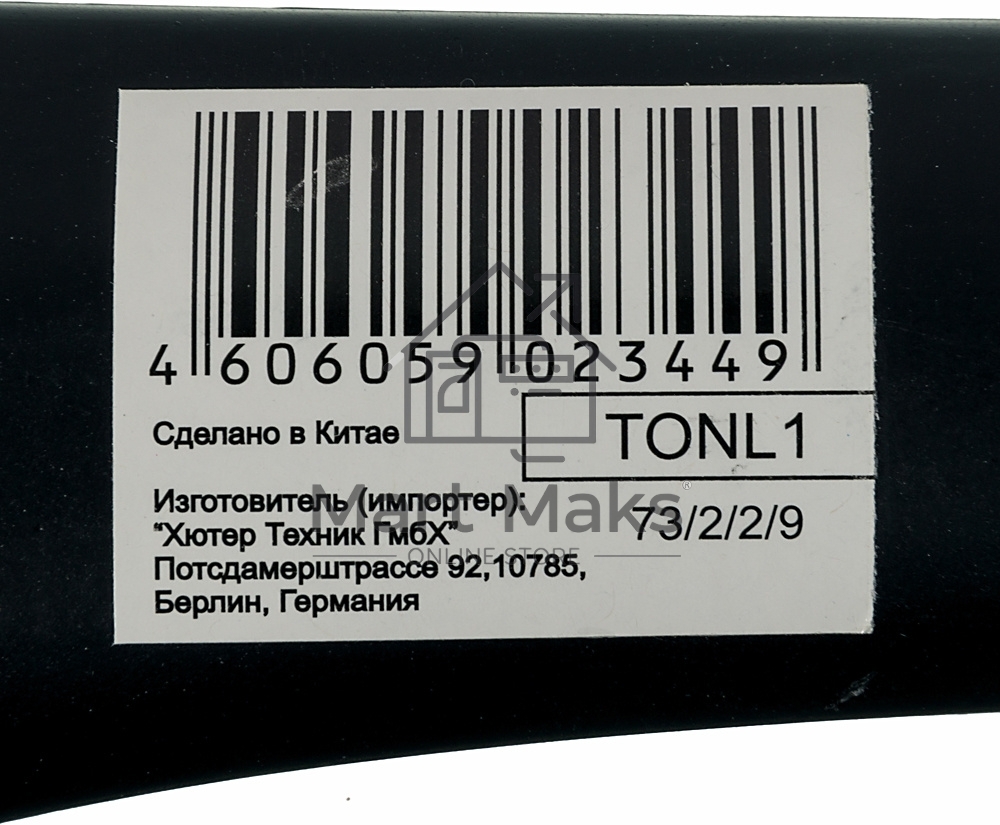 4 606059 023449
Сделано в Китае
TONL1
Изготовитель (импортер):
“Хютер Техник ГмбХ”
73/2/2/9
Потсдамерштрассе 92,10785,
Берлин, Германия
Mart Maks®
ONLINE STORE